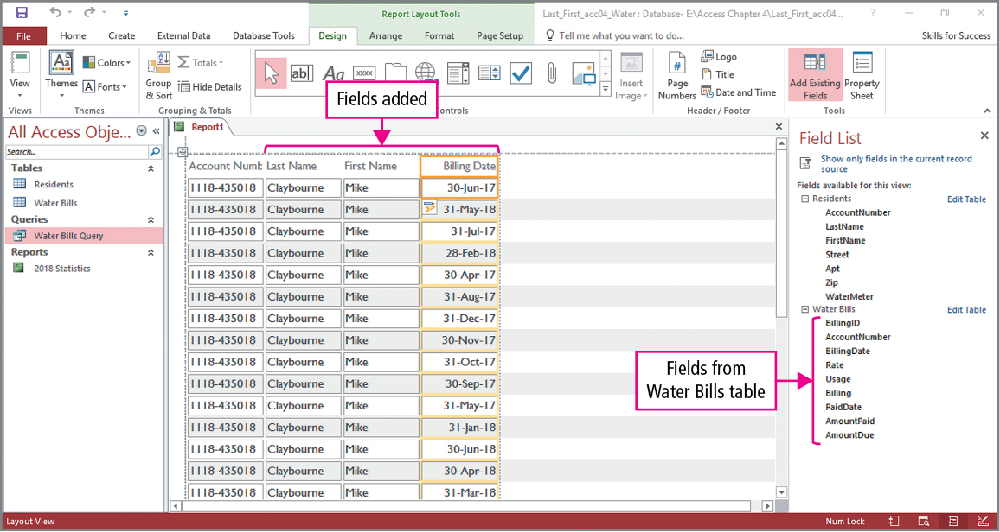 Report Layout Tools
Last_First_acc04_Water : Database- E:\Access Chapter 4\Last_First_acc04...
?
File
Home
Create
External Data
Database Tools
Design
Arrange
Format
Page Setup
Tell me what you want to do...
Skills for Success
View
Views
Themes
Colors
Fonts
Themes
Group
& Sort
Totals
Hide Details
Grouping & Totals
ab|
Aa
xxxx
Controls
Insert
Image
Page
Numbers
Logo
Title
Date and Time
Header / Footer
Add Existing
Fields
Property
Sheet
Tools
Fields added
All Access Obje...
Search...
Tables
Residents
Water Bills
Queries
Water Bills Query
Reports
2018 Statistics
Report1
Account Numb Last Name First Name Billing Date
1118-435018 Claybourne Mike 30-Jun-17
1118-435018 Claybourne Mike 31-May-18
1118-435018 Claybourne Mike 31-Jul-17
1118-435018 Claybourne Mike 28-Feb-18
1118-435018 Claybourne Mike 30-Apr-17
1118-435018 Claybourne Mike 31-Aug-17
1118-435018 Claybourne Mike 31-Dec-17
1118-435018 Claybourne Mike 30-Nov-17
1118-435018 Claybourne Mike 31-Oct-17
1118-435018 Claybourne Mike 30-Sep-17
1118-435018 Claybourne Mike 31-May-17
1118-435018 Claybourne Mike 31-Jan-18
1118-435018 Claybourne Mike 30-Jun-18
1118-435018 Claybourne Mike 30-Apr-18
1118-435018 Claybourne Mike 31-Mar-18
Fields from
Water Bills table
Field List
Show only fields in the current record
source
Fields available for this view:
Residents Edit Table
AccountNumber
LastName
FirstName
Street
Apt
Zip
WaterMeter
Water Bills Edit Table
BillingID
AccountNumber
BillingDate
Rate
Usage
Billing
PaidDate
AmountPaid
AmountDue
Layout View
Num Lock